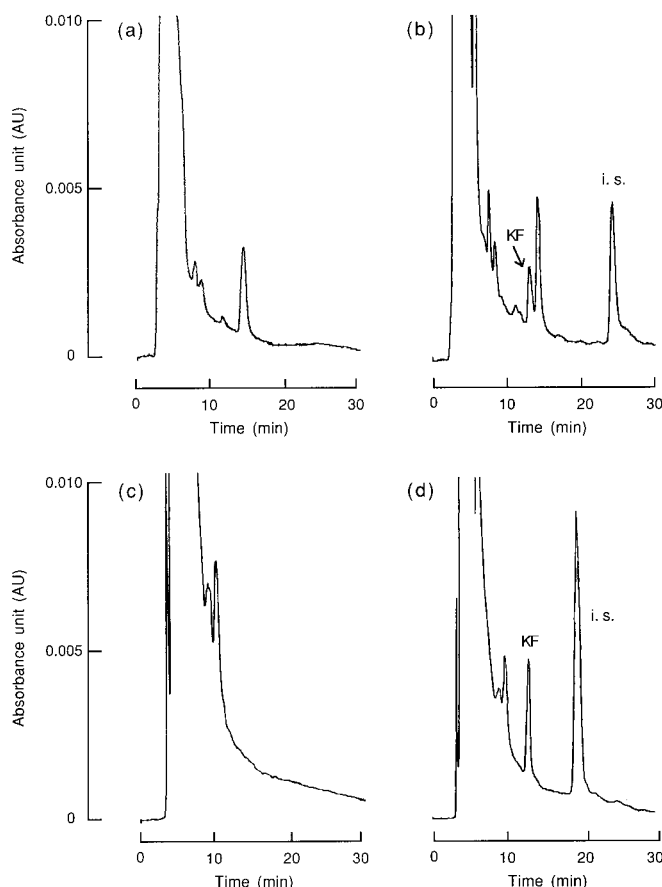 0.010
(a)
(b)
i. s.
Absorbance unit (AU)
0.005
KF
0
0 10 20 30
0 10 20 30
Time (min)
Time (min)
0.010
(c)
(d)
i. s.
Absorbance unit (AU)
0.005
KF
0
0 10 20 30
0 10 20 30
Time (min)
Time (min)